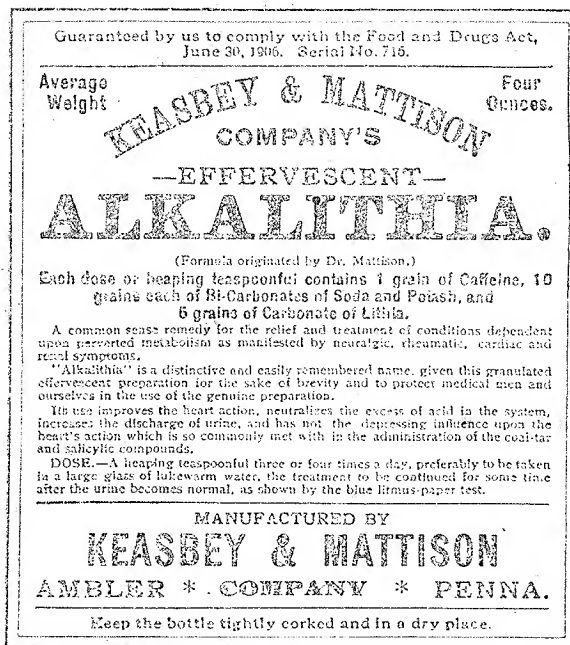 Guaranteed by us to comply with the Food and Drugs Act,
June 30, 1906. Serial No. 715.
Average
Weight
Four
Ounces.
KEASBEY & MATTISON
COMPANY'S
—EFFERVESCENT—
ALKALITHIA.
(Formula originated by Dr. Mattison.)
Each dose or heaping teaspoonful contains 1 grain of Caffeine, 10
grains each of Bi-Carbonates of Soda and Potash, and
5 grains of Carbonate of Lithia.
A common sense remedy for the relief and treatment of conditions dependent
upon perverted metabolism as manifested by neuralgic, rheumatic, cardiac and
renal symptoms.
"Alkalithia" is a distinctive and easily remembered name, given this granulated
effervescent preparation for the sake of brevity and to protect medical men and
ourselves in the use of the genuine preparation.
Its use improves the heart action, neutralizes the excess of acid in the system,
increases the discharge of urine, and has not the depressing influence upon the
heart's action which is so commonly met with in the administration of the coal-tar
and salicylic compounds.
DOSE.—A heaping teaspoonful three or four times a day, preferably to be taken
in a large glass of lukewarm water, the treatment to be continued for some time
after the urine becomes normal, as shown by the blue litmus-paper test.
MANUFACTURED BY
KEASBEY & MATTISON
AMBLER * COMPANY * PENNA.
Keep the bottle tightly corked and in a dry place.